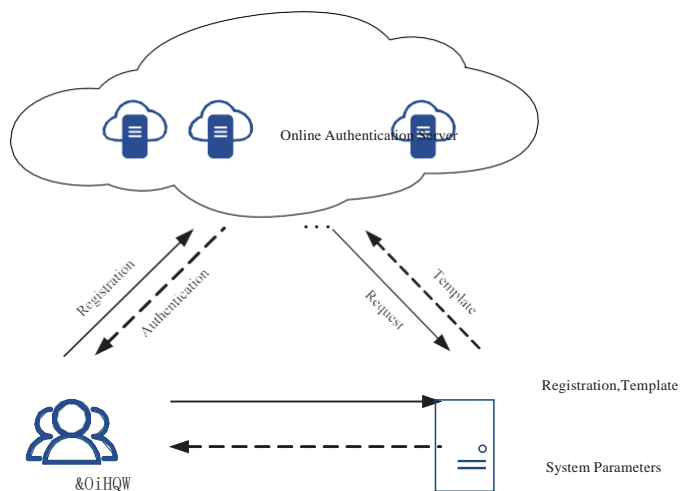 Online Authentication Server
...
Registration
Authentication
Request
Template
Registration,Template
System Parameters
&OiHQW